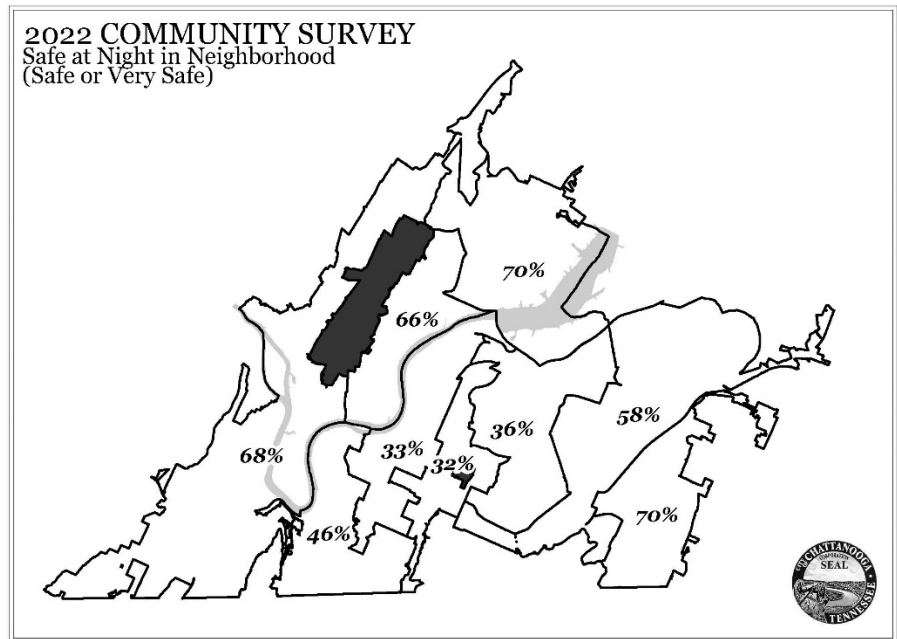 2022 COMMUNITY SURVEY
Safe at Night in Neighborhood
(Safe or Very Safe)
70%
66%
58%
36%
33%
68%
32%
70%
46%
CHATTANOOGA
CORPORATION
SEAL
TENNESSEE